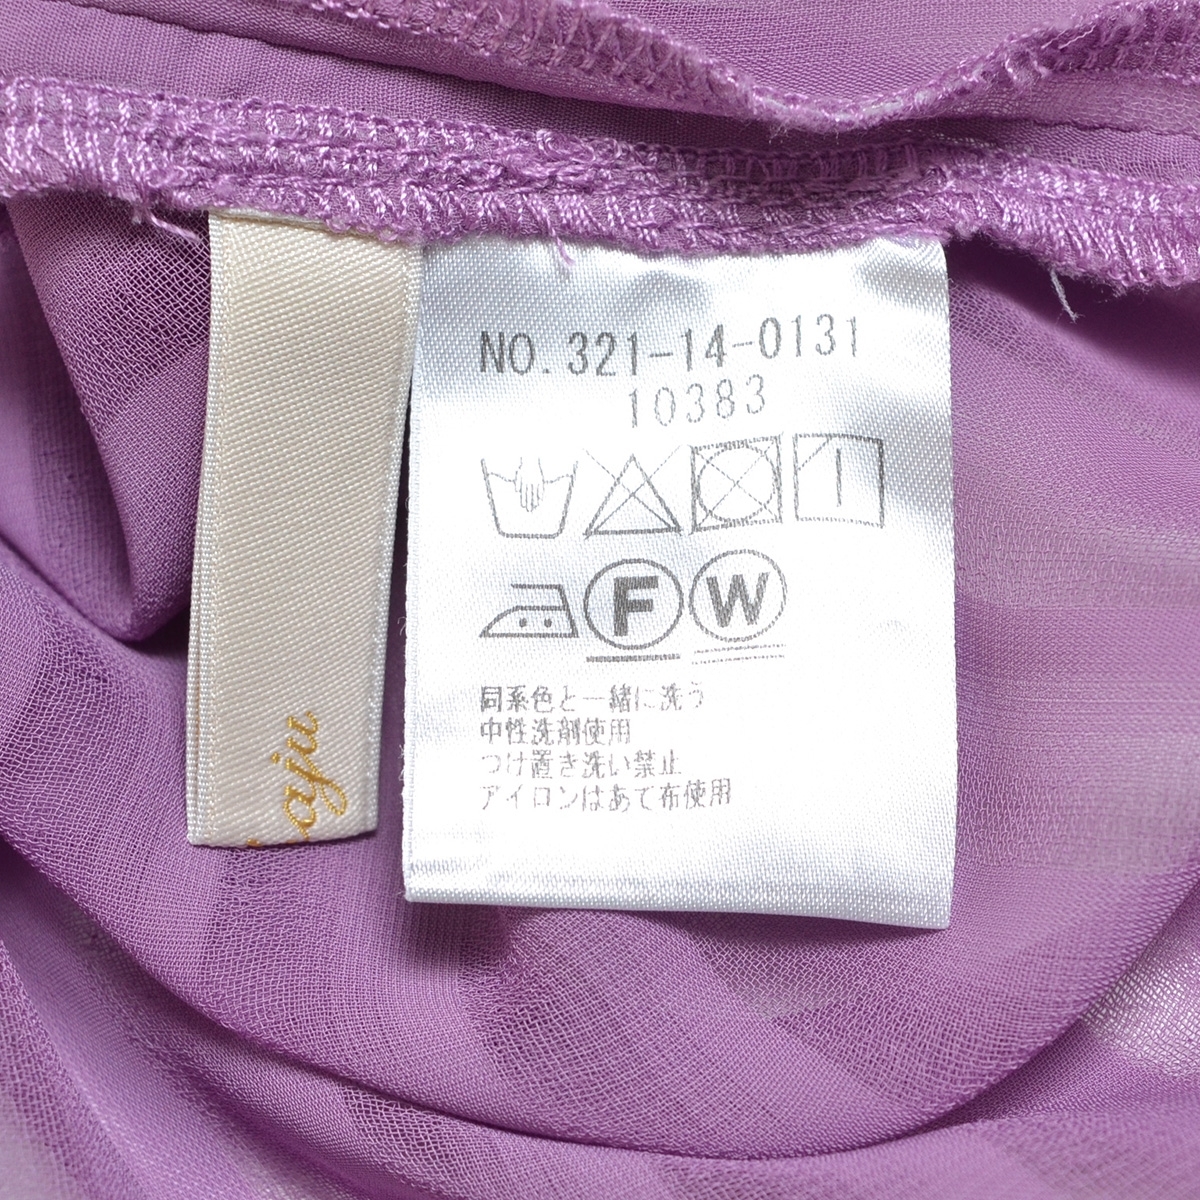 NO. 321-14-0131
10383
F W
同系色と一緒に洗う
中性洗剤使用
つけ置き洗い禁止
アイロンはあて布使用